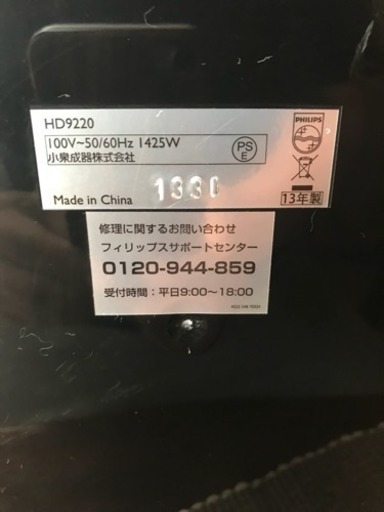 HD9220
100V~50/60Hz 1425W
小泉成器株式会社
PS
E
PHILIPS
Made in China
1330
13年製
修理に関するお問い合わせ
フィリップスサポートセンター
0120-944-859
受付時間:平日9:00~18:00